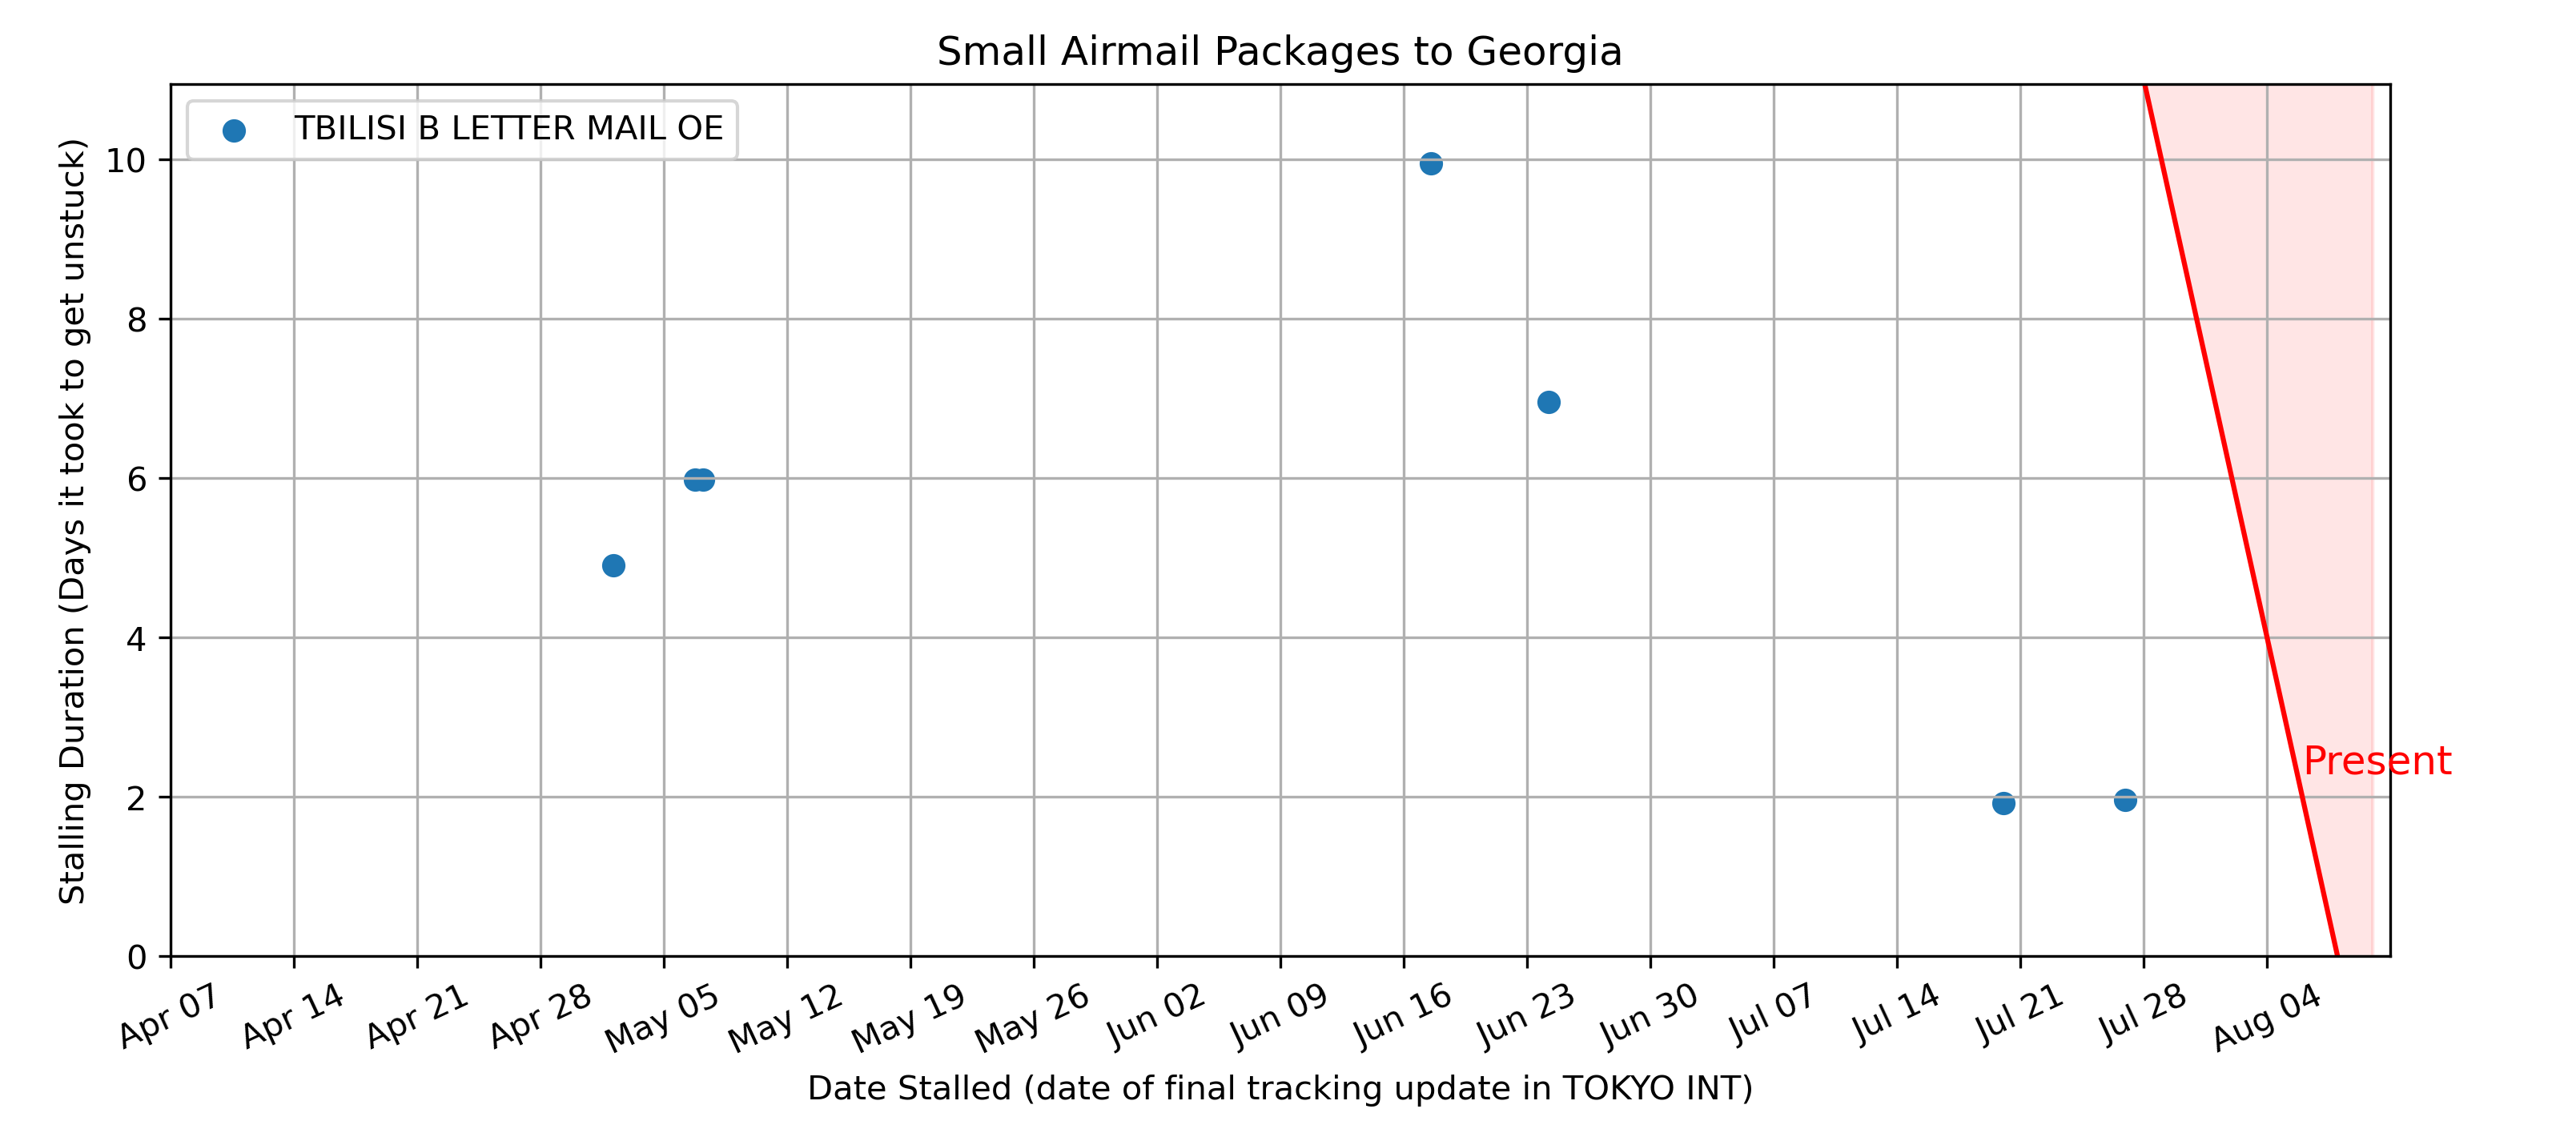 Small Airmail Packages to Georgia
TBILISI B LETTER MAIL OE
Stalling Duration (Days it took to get unstuck)
10
8
6
4
2
0
Present
Apr 07
Apr 14
Apr 21
Apr 28
May 05
May 12
May 19
May 26
Jun 02
Jun 09
Jun 16
Jun 23
Jun 30
Jul 07
Jul 14
Jul 21
Jul 28
Aug 04
Date Stalled (date of final tracking update in TOKYO INT)